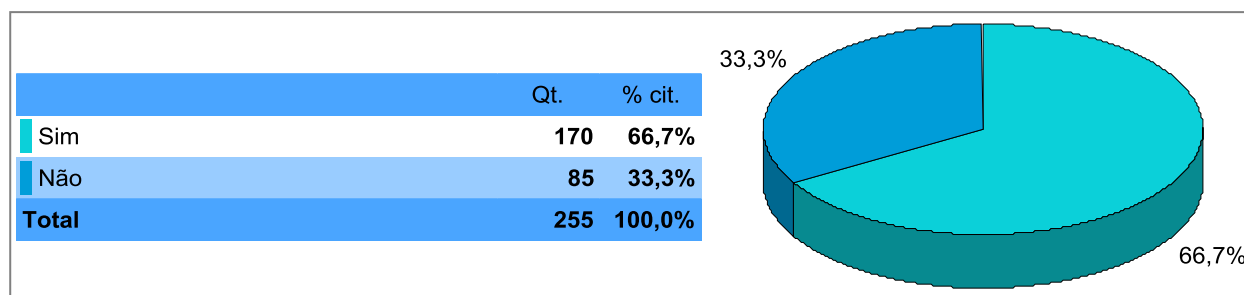 Qt. % cit.
Sim 170 66,7%
Não 85 33,3%
Total 255 100,0%
33,3%
66,7%